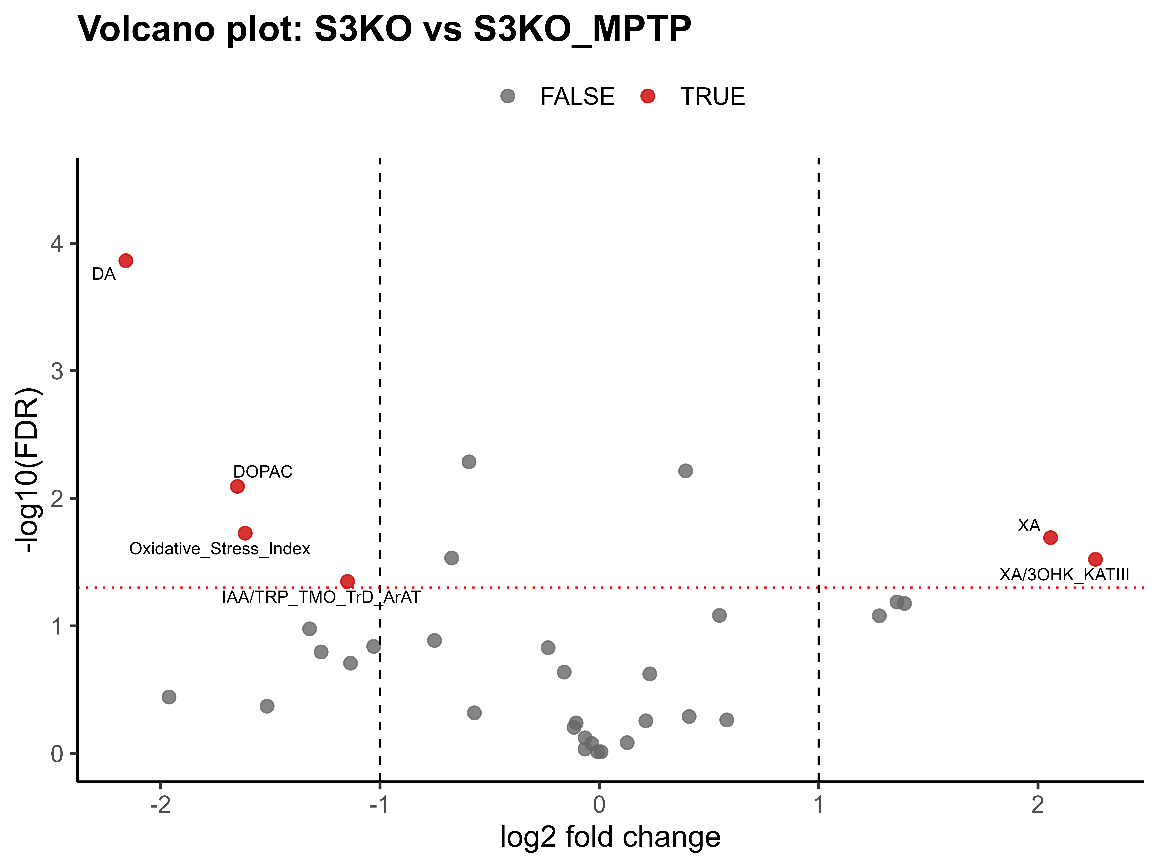 Volcano plot: S3KO vs S3KO_MPTP
FALSE TRUE
-log10(FDR)
4
3
2
1
0
DA
DOPAC
Oxidative_Stress_Index
IAA/TRP_TMO_TrD_ArAT
XA
XA/3OHK_KATIII
-2 -1 0 1 2
log2 fold change